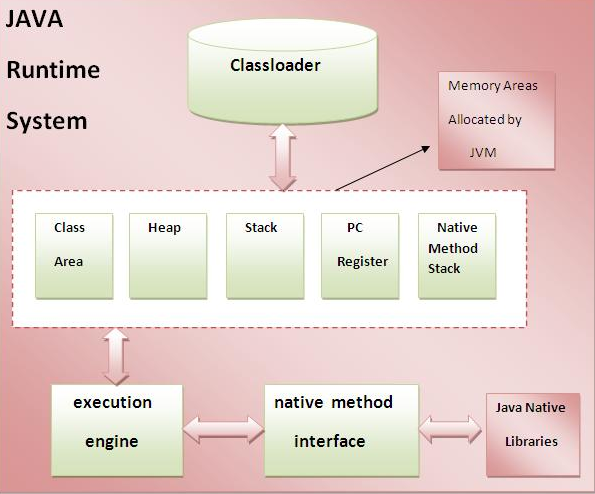 JAVA
Runtime
System
Classloader
Memory Areas
Allocated by
JVM
Class
Area
Heap
Stack
PC
Register
Native
Method
Stack
execution
engine
native method
interface
Java Native
Libraries